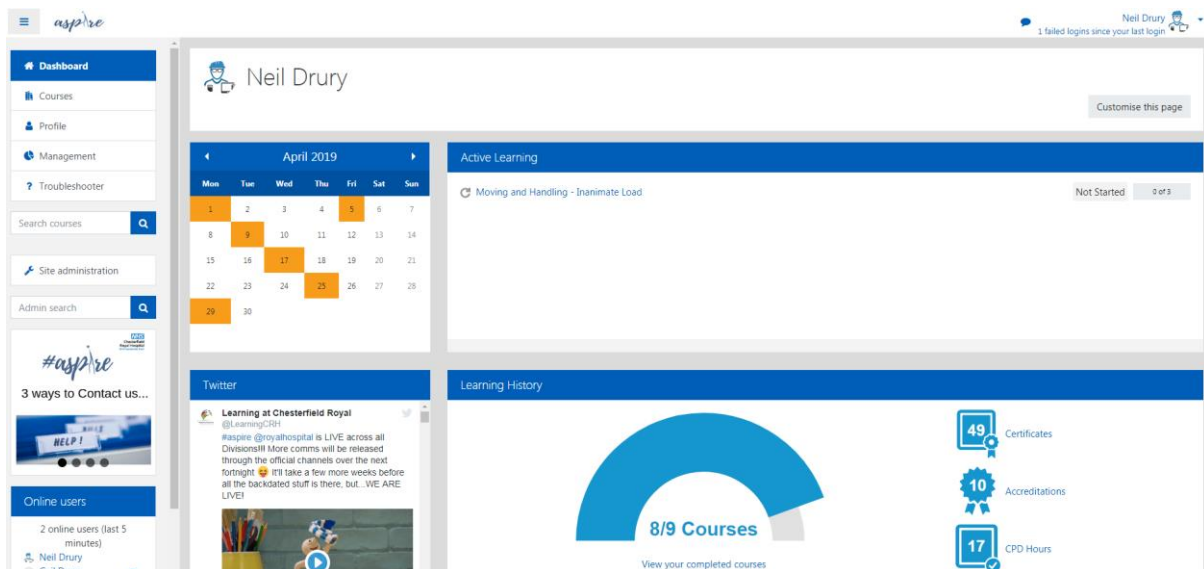 aspire
Neil Drury
1 failed logins since your last login
Dashboard
Courses
Profile
Management
? Troubleshooter
Search courses
Site administration
Admin search
NHS
Chesterfield
Royal Hospital
#aspire
3 ways to Contact us...
HELP !
Online users
2 online users (last 5
minutes)
Neil Drury
Neil Drury
Customise this page
April 2019
Mon Tue Wed Thu Fri Sat Sun
1 2 3 4 5 6 7
8 9 10 11 12 13 14
15 16 17 18 19 20 21
22 23 24 25 26 27 28
29 30
Active Learning
Moving and Handling - Inanimate Load
Not Started
0 of 3
Twitter
Learning at Chesterfield Royal
@LearningCRH
#aspire @royalhospital is LIVE across all
Divisions!!! More comms will be released
through the official channels over the next
fortnight 😝 It'll take a few more weeks before
all the backdated stuff is there, but...WE ARE
LIVE!
Learning History
8/9 Courses
View your completed courses
49 Certificates
10 Accreditations
17 CPD Hours